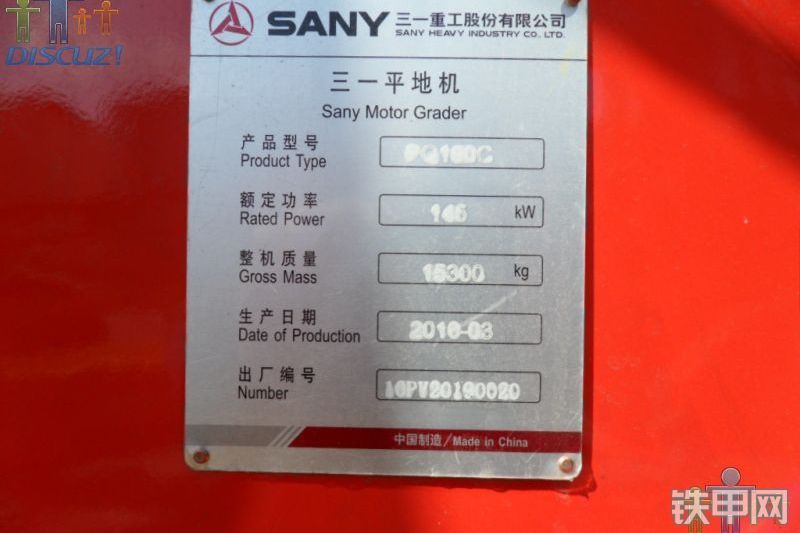 DISCUZ!
SANY 三一重工股份有限公司
SANY HEAVY INDUSTRY CO., LTD.
三一平地机
Sany Motor Grader
产品型号
Product Type
PQ190C
额定功率
Rated Power
kW
整机质量
Gross Mass
15300 kg
生产日期
Date of Production
2010-03
出厂编号
Number
10PV20190020
中国制造/Made in China
铁甲网